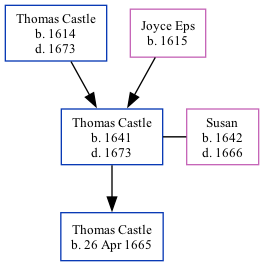 Thomas Castle
b. 1614
d. 1673
Joyce Eps
b. 1615
Thomas Castle
b. 1641
d. 1673
Susan
b. 1642
d. 1666
Thomas Castle
b. 26 Apr 1665